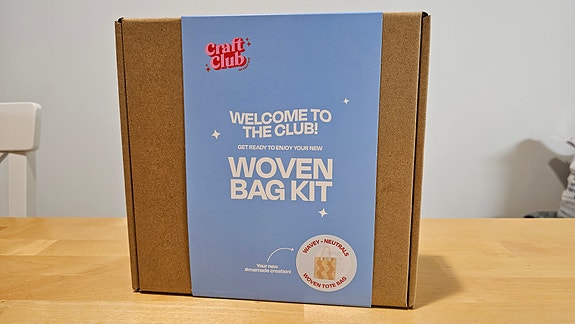 Craft
Club
WELCOME TO
THE CLUB!
GET READY TO ENJOY YOUR NEW
WOVEN
BAG KIT
WAVEY - NEUTRALS
WOVEN TOTE BAG
Your new
#memade creation!